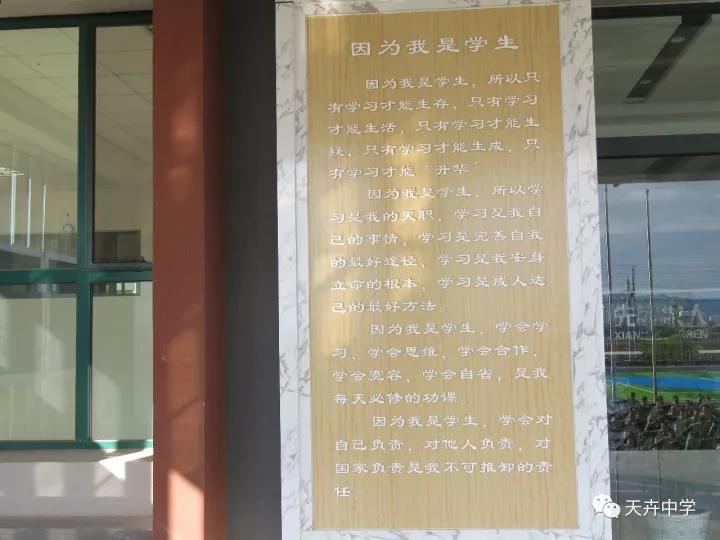 因为我是学生
因为我是学生，所以只
有学习才能生存，只有学习
才能生活，只有学习才能生
疑，只有学习才能生成，只
有学习才能“升华”。
因为我是学生，所以学
习是我的天职，学习是我自
己的事情，学习是完善自我
的最好途径，学习是我安身
立命的根本，学习是成人达
己的最好方法。
因为我是学生，学会学
习，学会思维，学会合作，
学会宽容，学会自省，是我
每天必修的功课。
因为我是学生，学会对
自己负责，对他人负责，对
国家负责是我不可推卸的责
任
天卉中学